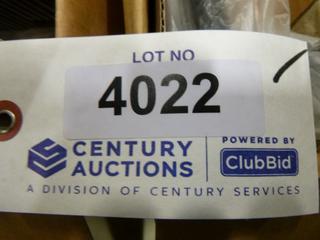 LOT NO
4022
CENTURY
AUCTIONS
POWERED BY
ClubBid
A DIVISION OF CENTURY SERVICES